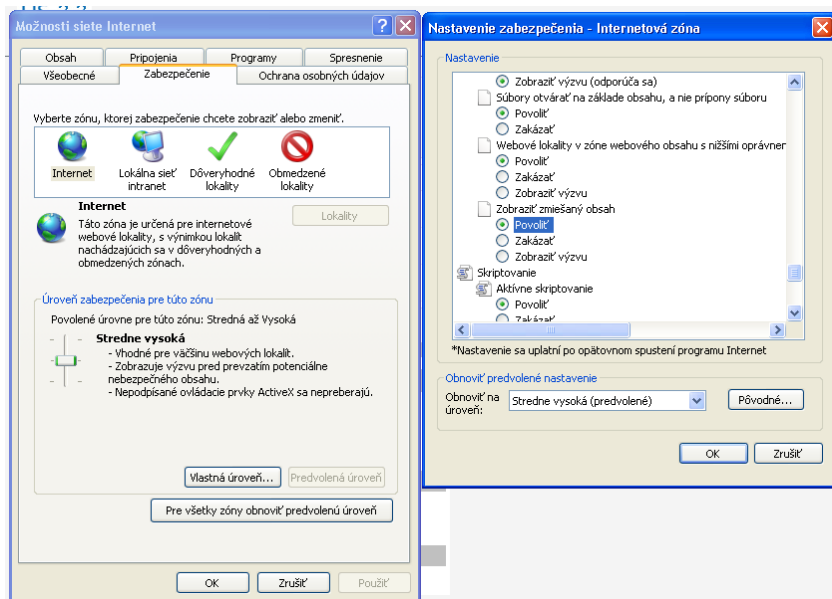 Možnosti siete Internet
Obsah
Pripojenia
Programy
Spresnenie
Všeobecné
Zabezpečenie
Ochrana osobných údajov
Vyberte zónu, ktorej zabezpečenie chcete zobraziť alebo zmeniť.
Internet
Lokálna sieť
intranet
Dôveryhodné
lokality
Obmedzené
lokality
Internet
Táto zóna je určená pre internetové
webové lokality, s výnimkou lokalít
nachádzajúcich sa v dôveryhodných a
obmedzených zónach.
Lokality
Úroveň zabezpečenia pre túto zónu
Povolené úrovne pre túto zónu: Stredná až Vysoká
Stredne vysoká
- Vhodné pre väčšinu webových lokalít.
- Zobrazuje výzvu pred prevzatím potenciálne
nebezpečného obsahu.
- Nepodpísané ovládacie prvky ActiveX sa nepreberajú.
Vlastná úroveň...
Predvolená úroveň
Pre všetky zóny obnoviť predvolenú úroveň
OK
Zrušiť
Použiť
Nastavenie zabezpečenia - Internetová zóna
Nastavenie
Zobraziť výzvu (odporúča sa)
Súbory otvárať na základe obsahu, a nie prípony súboru
Povoliť
Zakázať
Webové lokality v zóne webového obsahu s nižšími oprávner
Povoliť
Zakázať
Zobraziť výzvu
Zobraziť zmiešaný obsah
Povoliť
Zakázať
Zobraziť výzvu
Skriptovanie
Aktívne skriptovanie
Povoliť
Zakázať
*Nastavenie sa uplatní po opätovnom spustení programu Internet
Obnoviť predvolené nastavenie
Obnoviť na
úroveň:
Stredne vysoká (predvolené)
Pôvodné...
OK
Zrušiť